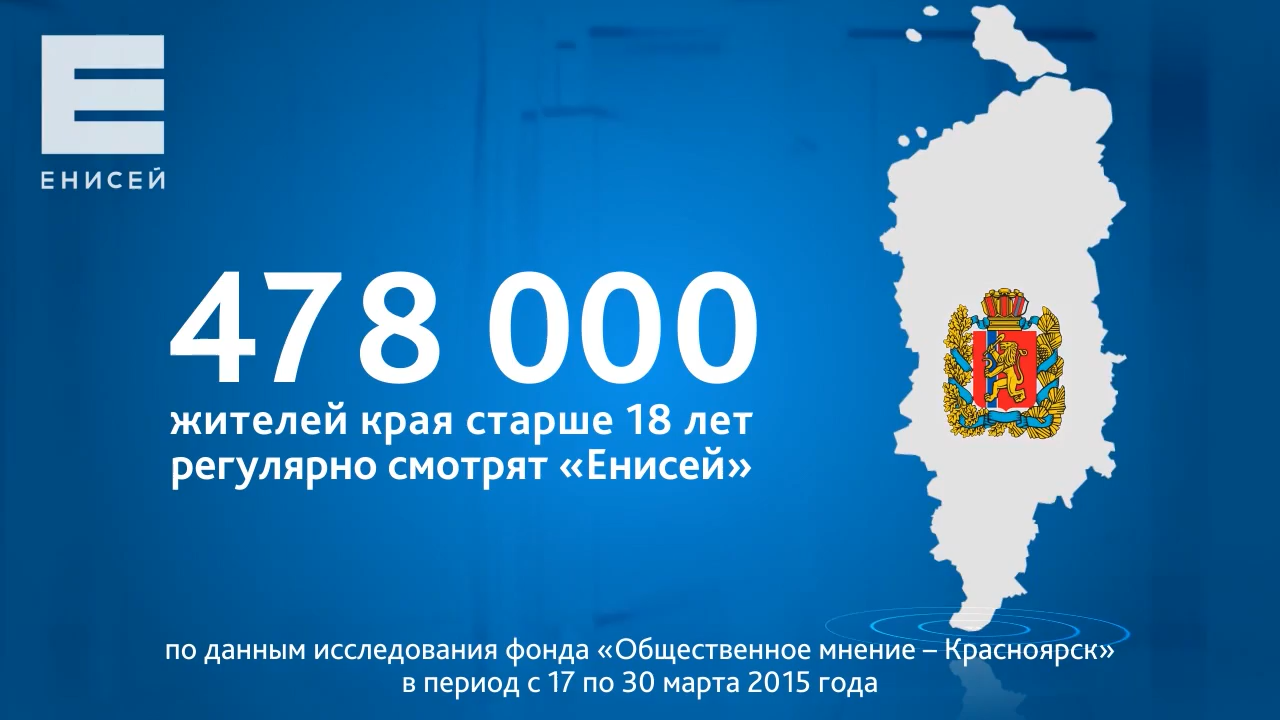 Е
ЕНИСЕЙ
478 000
жителей края старше 18 лет
регулярно смотрят «Енисей»
по данным исследования фонда «Общественное мнение – Красноярск»
в период с 17 по 30 марта 2015 года